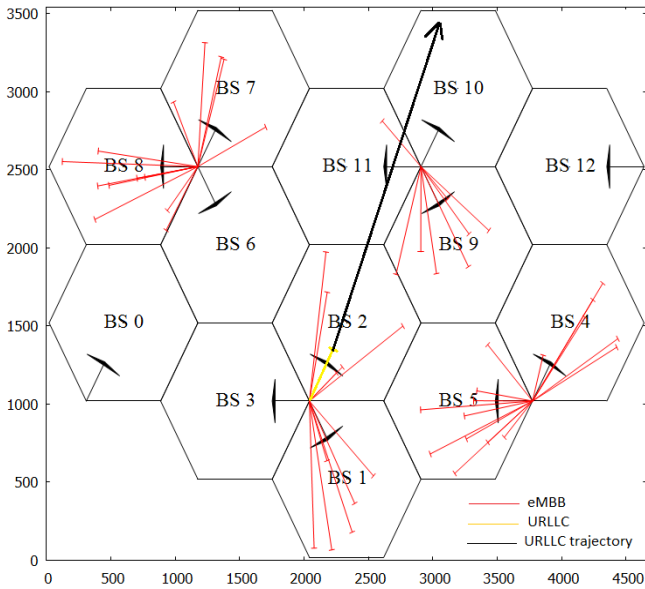 3500
3000
2500
2000
1500
1000
500
0
BS 7
BS 10
BS 8
BS 11
BS 12
BS 6
BS 9
BS 0
BS 2
BS 4
BS 3
BS 5
BS 1
eMBB
URLLC
URLLC trajectory
0 500 1000 1500 2000 2500 3000 3500 4000 4500